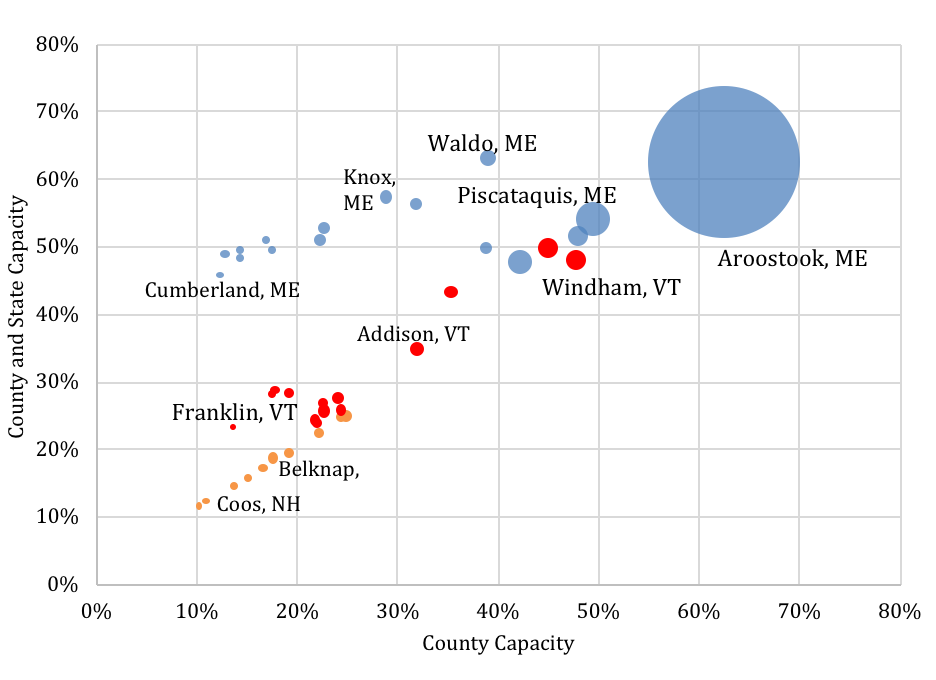 80%
70%
60%
50%
40%
30%
20%
10%
0%
0% 10% 20% 30% 40% 50% 60% 70% 80%
County and State Capacity
County Capacity
Waldo, ME
Knox,
ME
Piscataquis, ME
Aroostook, ME
Cumberland, ME
Windham, VT
Addison, VT
Franklin, VT
Belknap,
Coos, NH